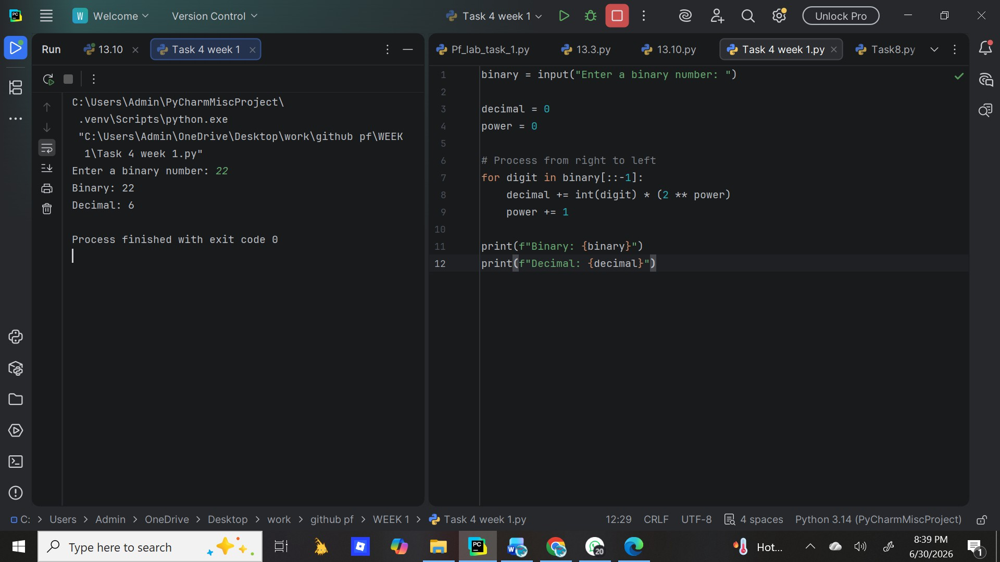 PC
W Welcome
Version Control
Task 4 week 1
Unlock Pro
Run
13.10
Task 4 week 1
C:\Users\Admin\PyCharmMiscProject\
.venv\Scripts\python.exe
"C:\Users\Admin\OneDrive\Desktop\work\github pf\WEEK
1\Task 4 week 1.py"
Enter a binary number: 22
Binary: 22
Decimal: 6
Process finished with exit code 0
Pf_lab_task_1.py
13.3.py
13.10.py
Task 4 week 1.py
Task8.py
1 binary = input("Enter a binary number: ")
2
3 decimal = 0
4 power = 0
5
6 # Process from right to left
7 for digit in binary[::-1]:
8 decimal += int(digit) * (2 ** power)
9 power += 1
10
11 print(f"Binary: {binary}")
12 print(f"Decimal: {decimal}")
C: > Users > Admin > OneDrive > Desktop > work > github pf > WEEK 1 > Task 4 week 1.py
12:29 CRLF UTF-8 4 spaces Python 3.14 (PyCharmMiscProject)
Type here to search
PC
W
20
Hot...
8:39 PM
6/30/2026
1